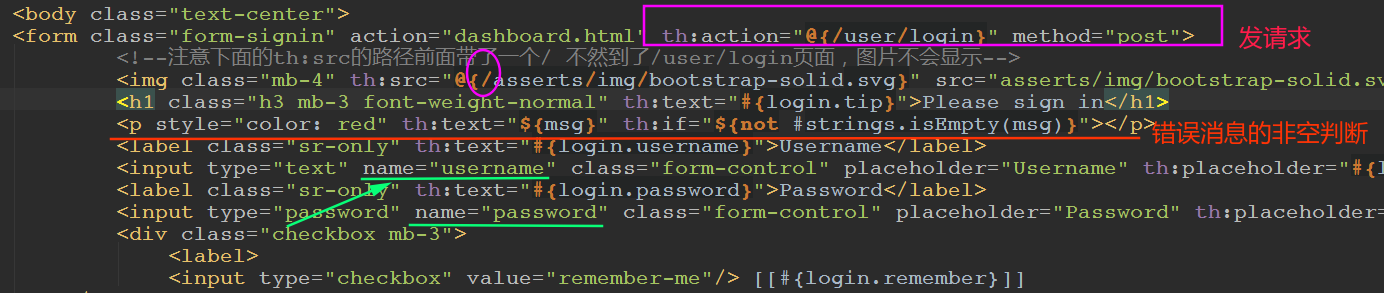 <body class="text-center">
<form class="form-signin" action="dashboard.html" th:action="@{/user/login}" method="post"> 发请求
<!--注意下面的th:src的路径前面带了一个/ 不然到了/user/login页面，图片不会显示-->
<img class="mb-4" th:src="@{/asserts/img/bootstrap-solid.svg}" src="asserts/img/bootstrap-solid.sv
<h1 class="h3 mb-3 font-weight-normal" th:text="#{login.tip}">Please sign in</h1>
<p style="color: red" th:text="${msg}" th:if="${not #strings.isEmpty(msg)}"></p> 错误消息的非空判断
<label class="sr-only" th:text="#{login.username}">Username</label>
<input type="text" name="username" class="form-control" placeholder="Username" th:placeholder="#{l
<label class="sr-only" th:text="#{login.password}">Password</label>
<input type="password" name="password" class="form-control" placeholder="Password" th:placeholder=
<div class="checkbox mb-3">
<label>
<input type="checkbox" value="remember-me"/> [[#{login.remember}]]